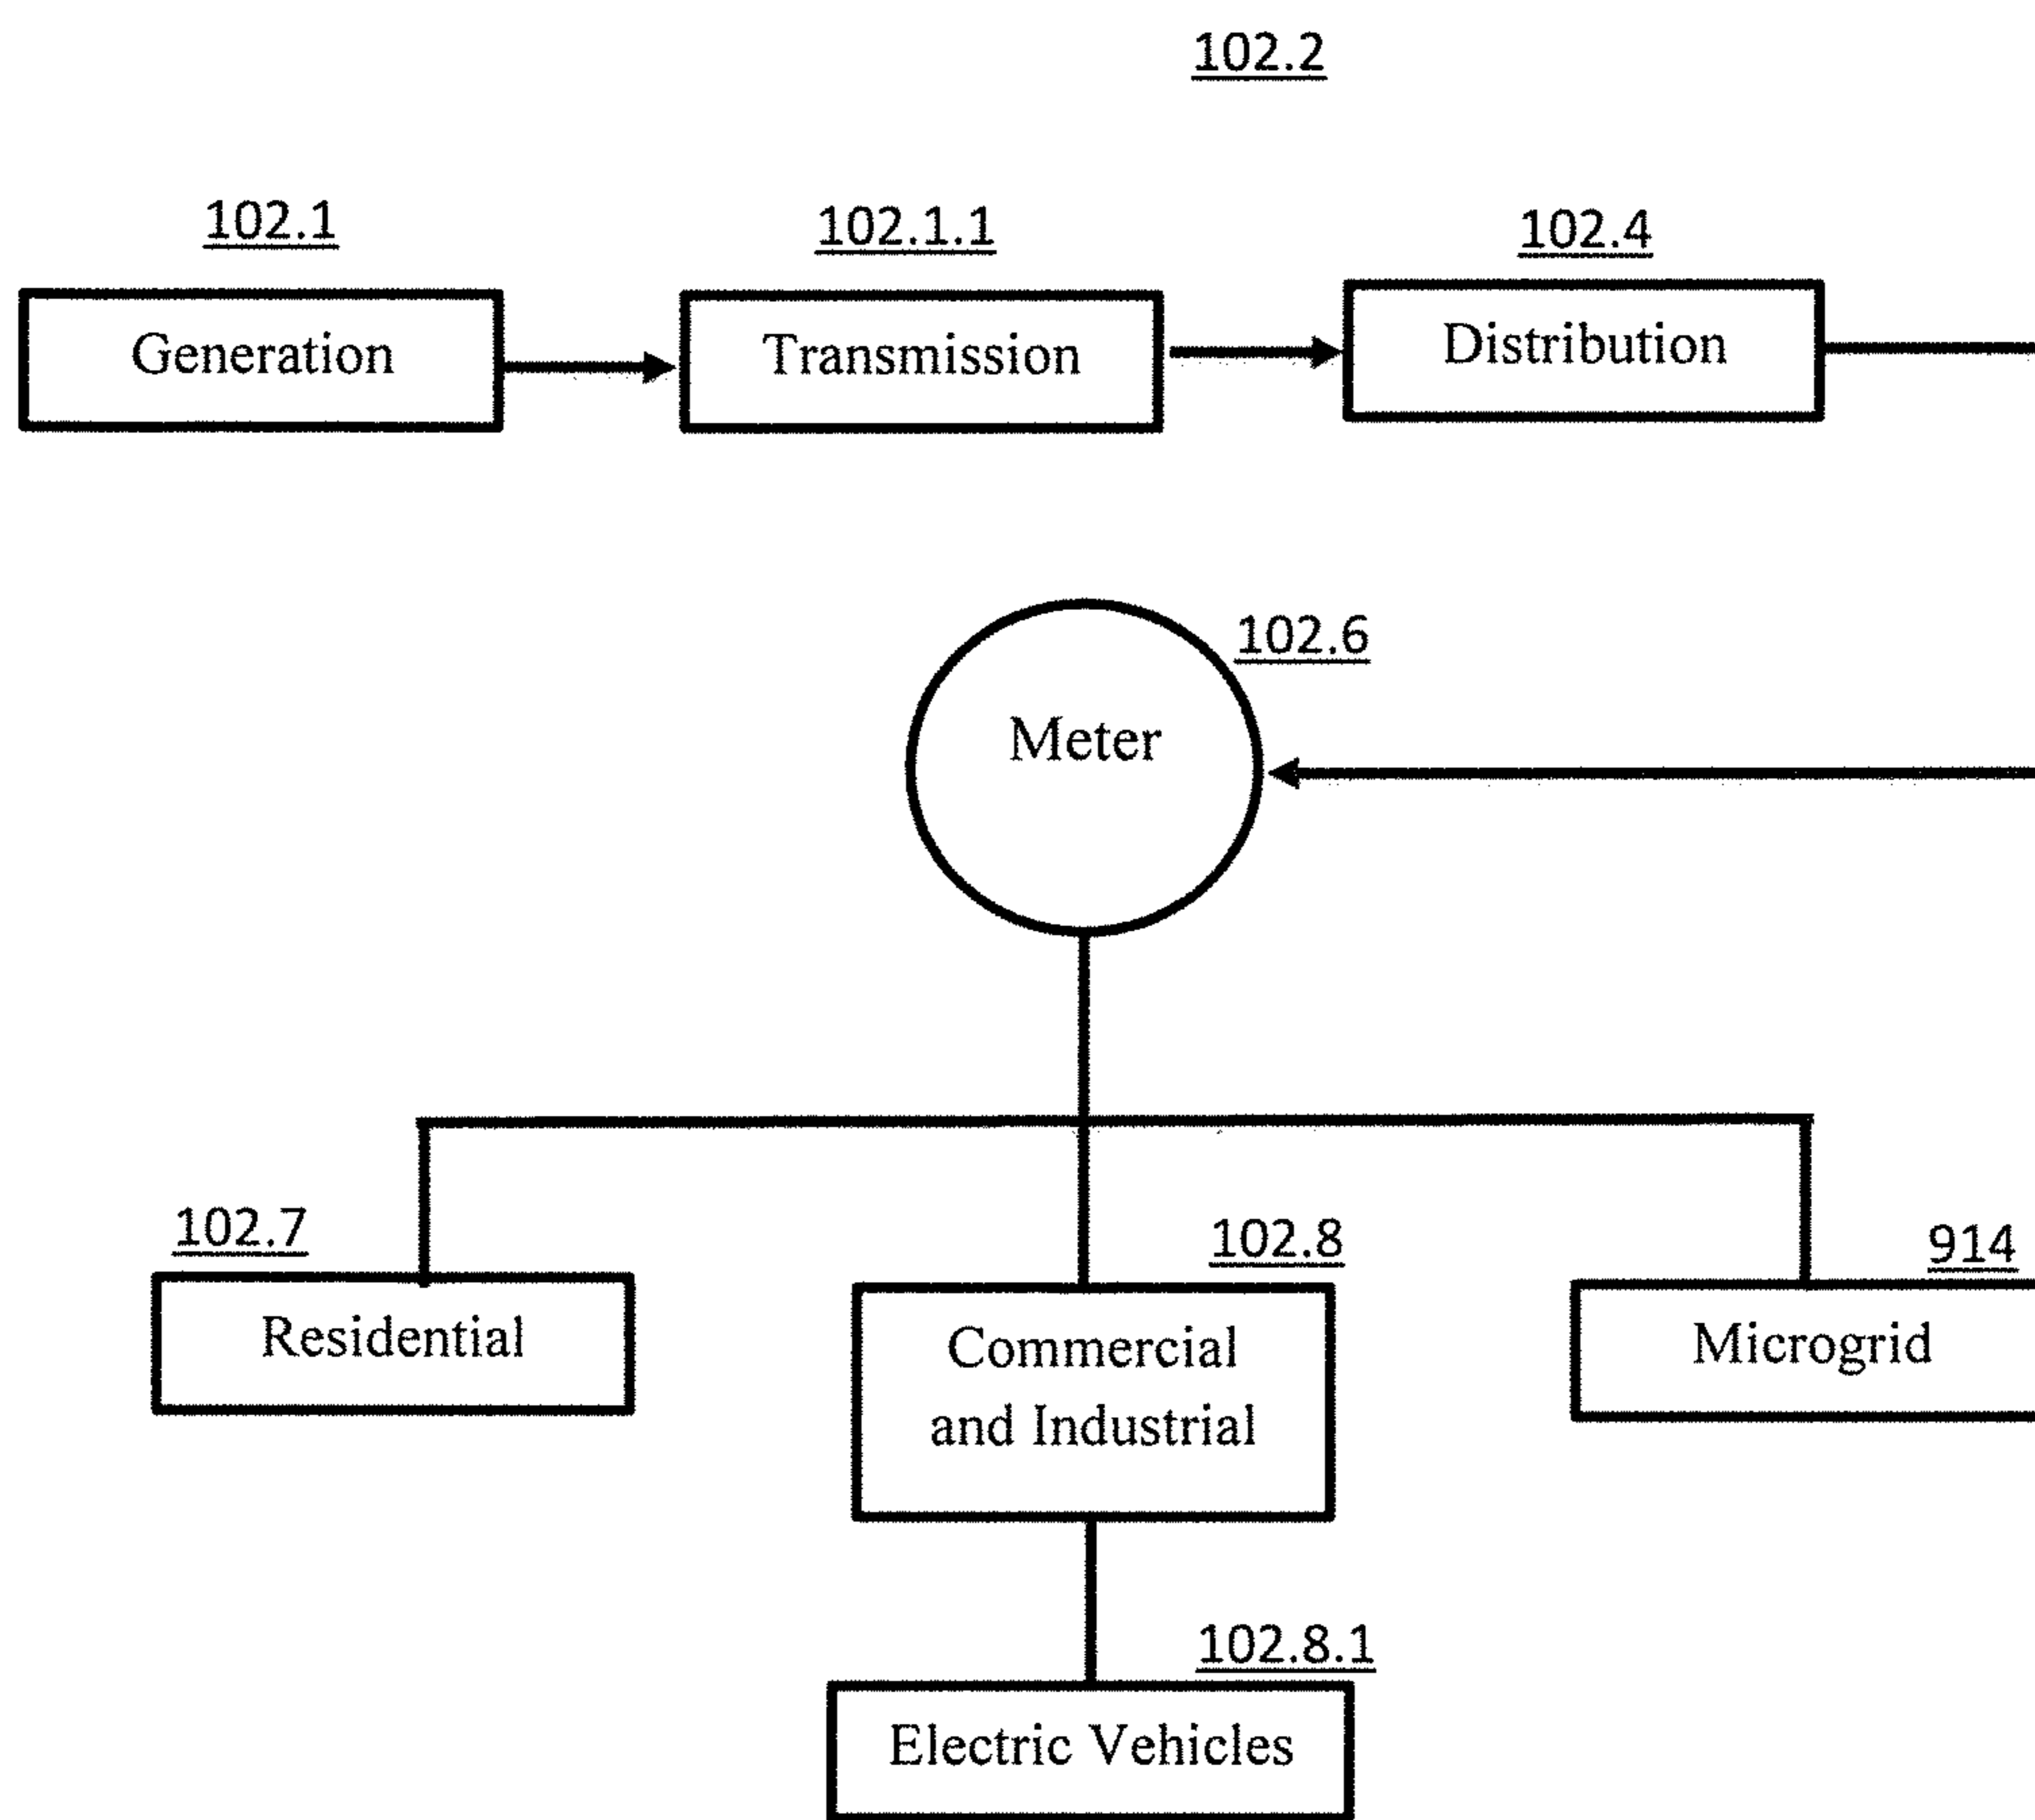 102.2
102.1
102.1.1
102.4
Generation
Transmission
Distribution
102.6
Meter
102.7
102.8
914
Residential
Commercial
and Industrial
Microgrid
102.8.1
Electric Vehicles